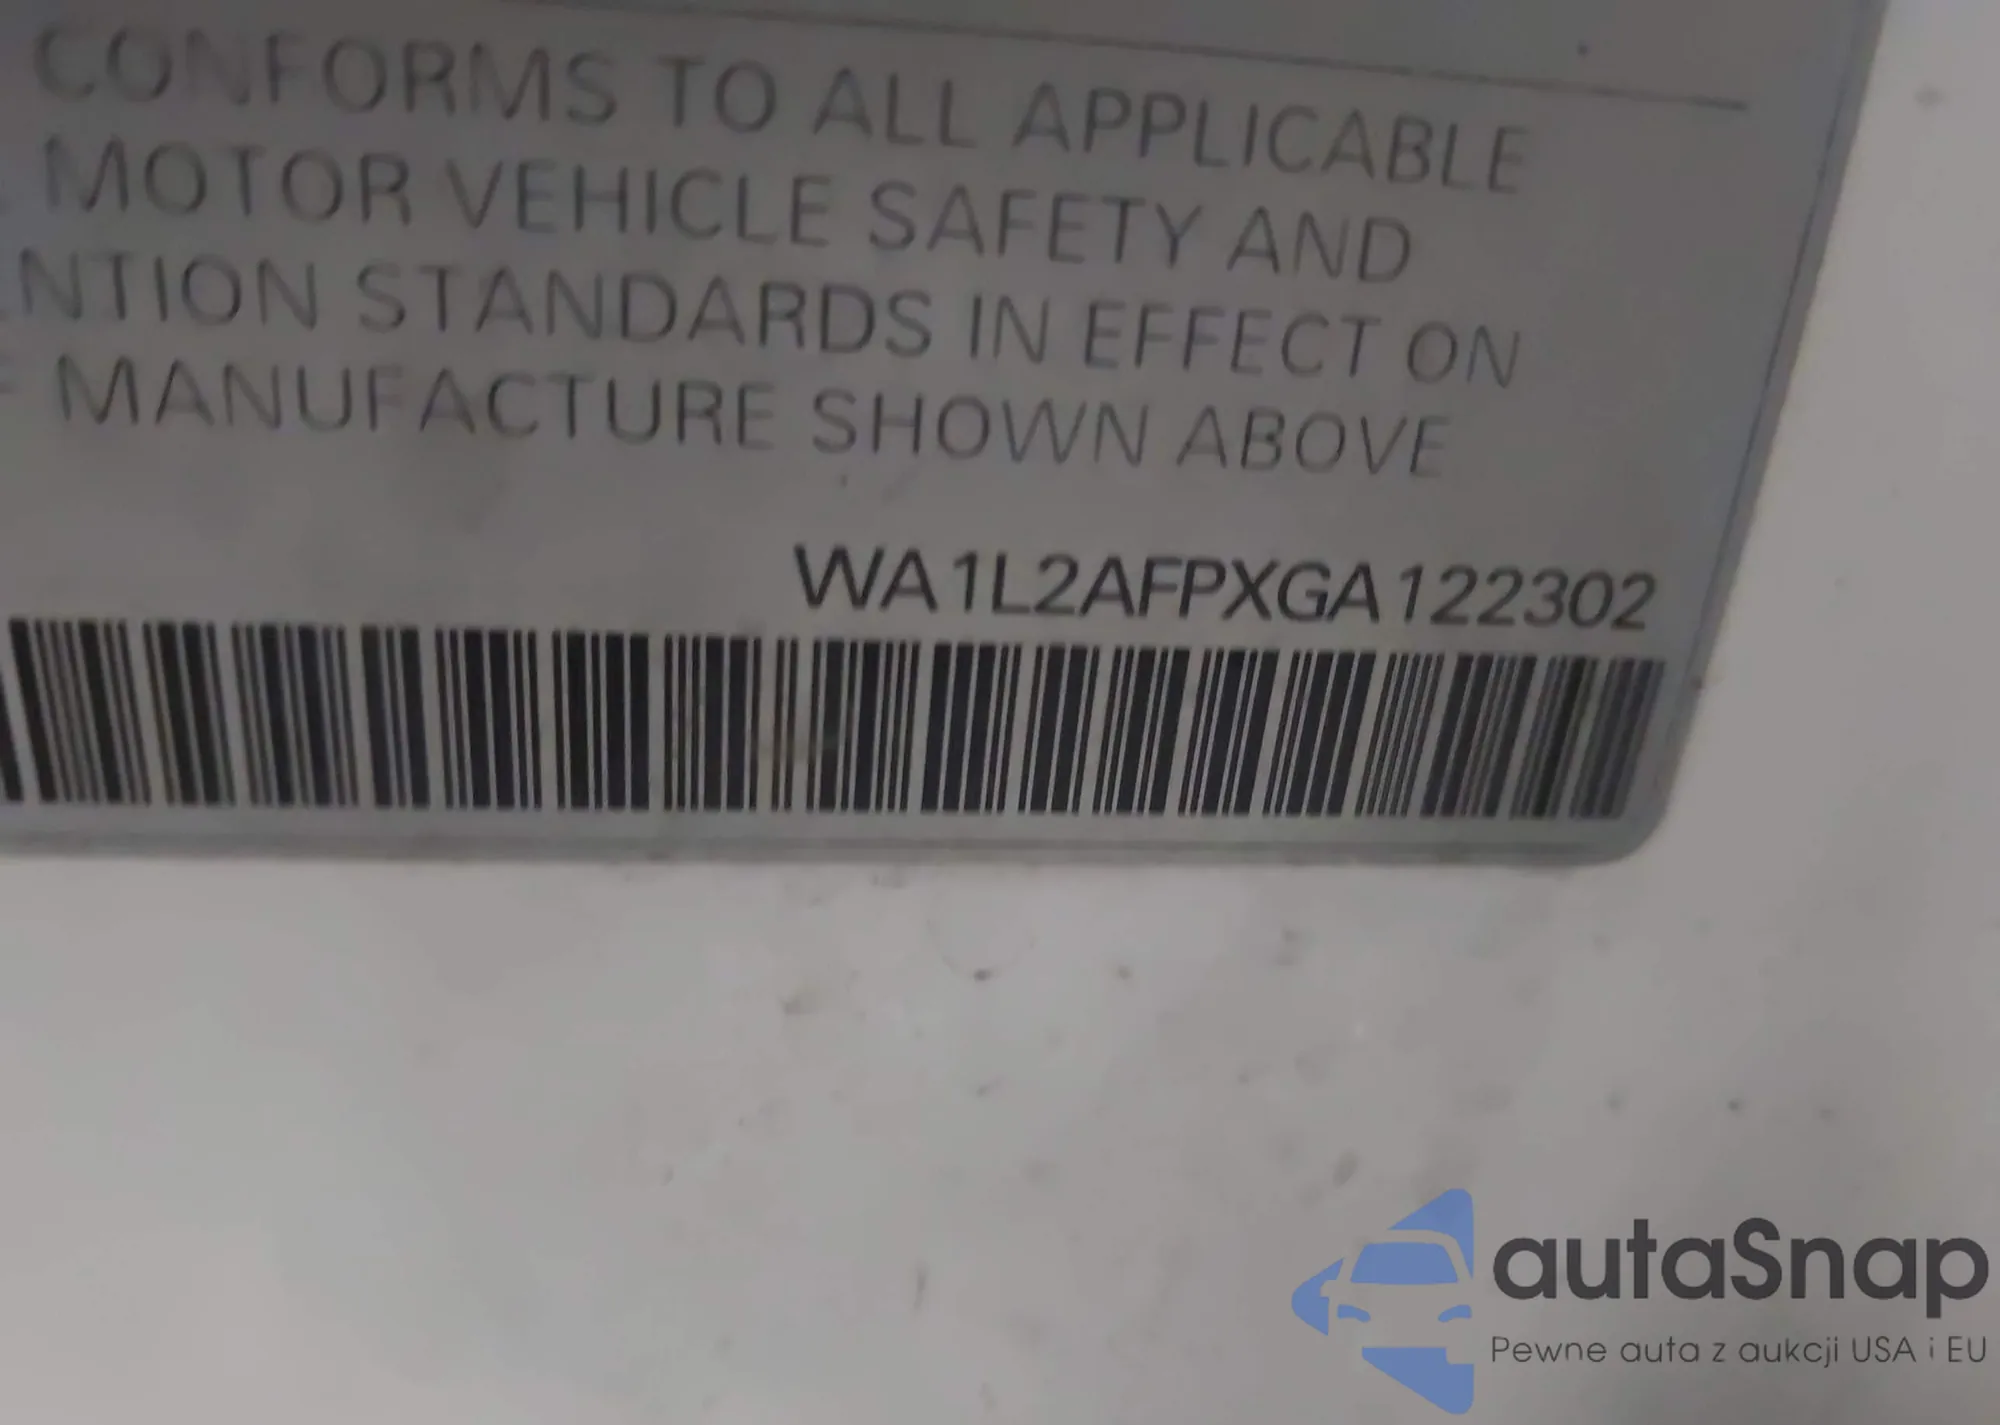 CONFORMS TO ALL APPLICABLE
MOTOR VEHICLE SAFETY AND
NTION STANDARDS IN EFFECT ON
MANUFACTURE SHOWN ABOVE
WA1L2AFPXGA122302
autaSnap
Pewne auta z aukcji USA i EU